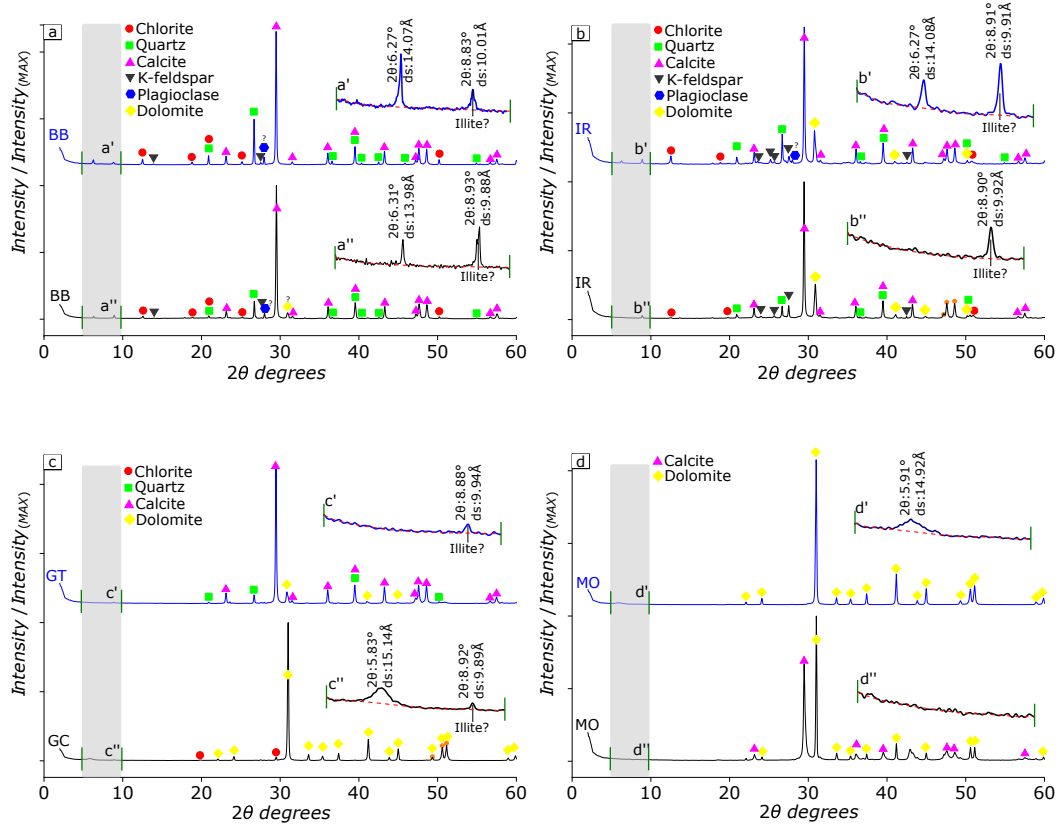 a
Chlorite
Quartz
Calcite
K-feldspar
Plagioclase
Dolomite
2θ:6.27°
ds:14.07Å
2θ:8.83°
ds:10.01Å
a'
Illite?
BB
a'
?
2θ:6.31°
ds:13.98Å
2θ:8.93°
ds:9.88Å
a''
Illite?
BB
a''
?
?
0 10 20 30 40 50 60
2θ degrees
Intensity / Intensity(MAX)
b
Chlorite
Quartz
Calcite
K-feldspar
Plagioclase
Dolomite
2θ:6.27°
ds:14.08Å
2θ:8.91°
ds:9.91Å
b'
Illite?
IR
b'
?
2θ:8.90°
ds:9.92Å
b''
Illite?
IR
b''
0 10 20 30 40 50 60
2θ degrees
Intensity / Intensity(MAX)
c
Chlorite
Quartz
Calcite
Dolomite
2θ:8.88°
ds:9.94Å
c'
Illite?
GT
c'
2θ:5.83°
ds:15.14Å
2θ:8.92°
ds:9.89Å
c''
Illite?
GC
c''
0 10 20 30 40 50 60
2θ degrees
Intensity / Intensity(MAX)
d
Calcite
Dolomite
2θ:5.91°
ds:14.92Å
d'
MO
d'
d''
MO
d''
0 10 20 30 40 50 60
2θ degrees
Intensity / Intensity(MAX)